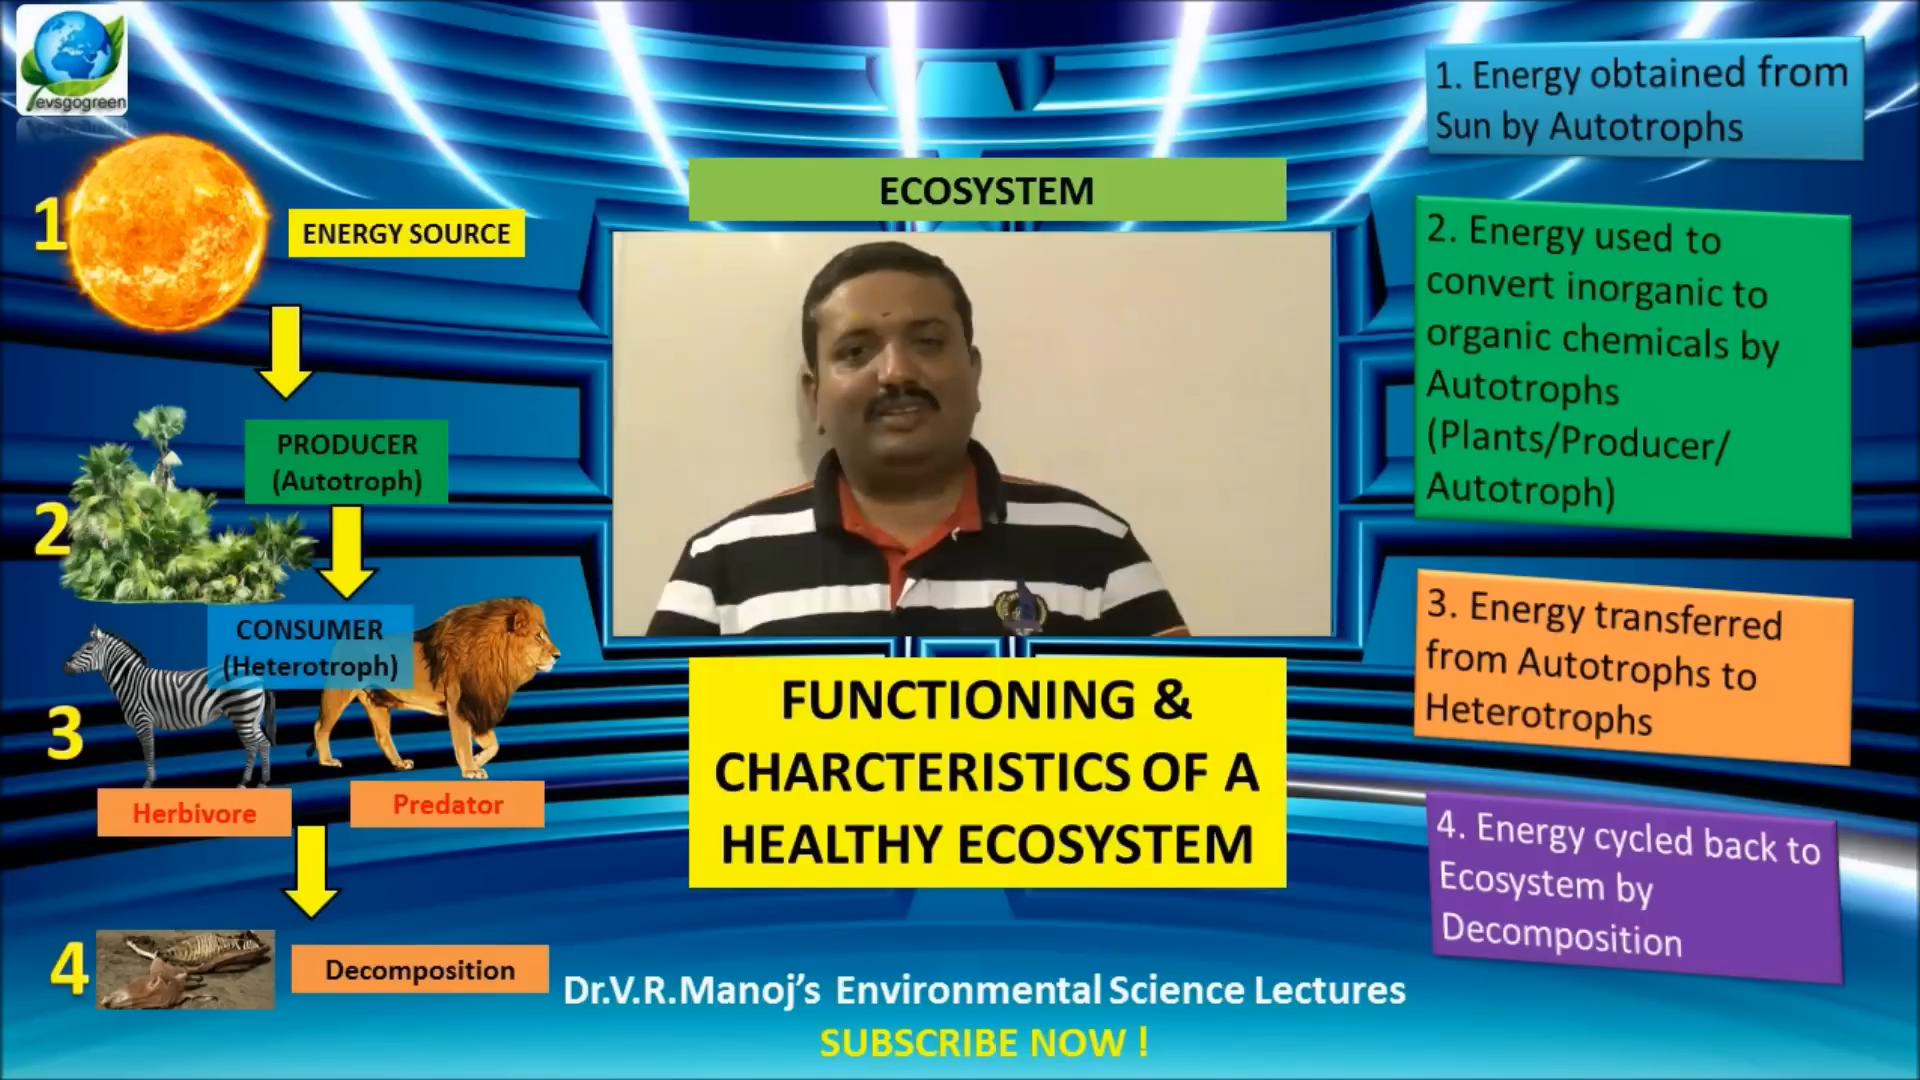 evsgogreen
1
ENERGY SOURCE
PRODUCER
(Autotroph)
2
CONSUMER
(Heterotroph)
3
Herbivore
Predator
4
Decomposition
ECOSYSTEM
FUNCTIONING &
CHARCTERISTICS OF A
HEALTHY ECOSYSTEM
Dr.V.R.Manoj’s Environmental Science Lectures
SUBSCRIBE NOW !
1. Energy obtained from
Sun by Autotrophs
2. Energy used to
convert inorganic to
organic chemicals by
Autotrophs
(Plants/Producer/
Autotroph)
3. Energy transferred
from Autotrophs to
Heterotrophs
4. Energy cycled back to
Ecosystem by
Decomposition